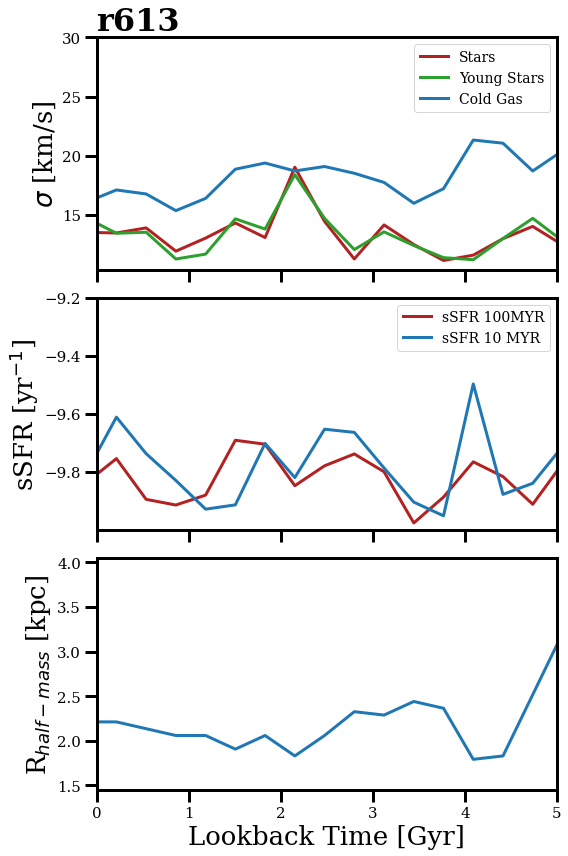 r613
30
25
20
15
σ [km/s]
Stars
Young Stars
Cold Gas
−9.2
−9.4
−9.6
−9.8
sSFR [yr⁻¹]
sSFR 100MYR
sSFR 10 MYR
4.0
3.5
3.0
2.5
2.0
1.5
R_{half−mass} [kpc]
0 1 2 3 4 5
Lookback Time [Gyr]